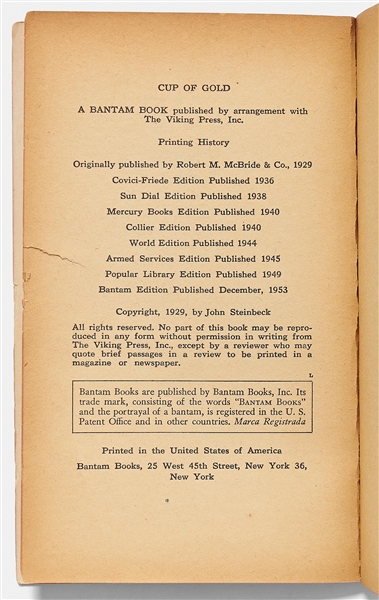 CUP OF GOLD
A BANTAM BOOK published by arrangement with
The Viking Press, Inc.
Printing History
Originally published by Robert M. McBride & Co., 1929
Covici-Friede Edition Published 1936
Sun Dial Edition Published 1938
Mercury Books Edition Published 1940
Collier Edition Published 1940
World Edition Published 1944
Armed Services Edition Published 1945
Popular Library Edition Published 1949
Bantam Edition Published December, 1953
Copyright, 1929, by John Steinbeck
All rights reserved. No part of this book may be repro-
duced in any form without permission in writing from
The Viking Press, Inc., except by a reviewer who may
quote brief passages in a review to be printed in a
magazine or newspaper.
L
Bantam Books are published by Bantam Books, Inc. Its
trade mark, consisting of the words "BANTAM BOOKS"
and the portrayal of a bantam, is registered in the U. S.
Patent Office and in other countries. Marca Registrada
Printed in the United States of America
Bantam Books, 25 West 45th Street, New York 36,
New York